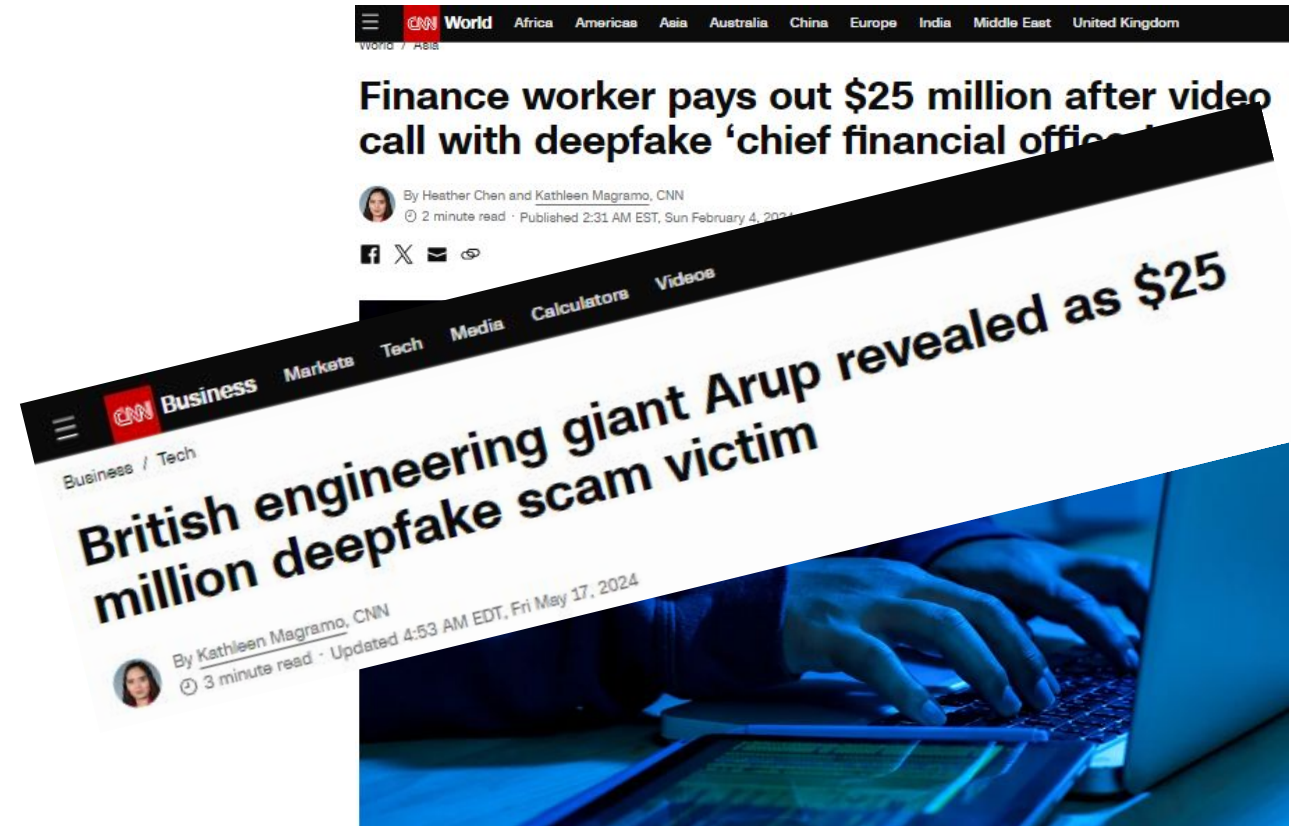 CNN World Africa Americas Asia Australia China Europe India Middle East United Kingdom
World / Asia
Finance worker pays out $25 million after video
call with deepfake ‘chief financial
By Heather Chen and Kathleen Magramo, CNN
2 minute read · Published 2:31 AM EST, Sun February 4,
CNN Business Markets Tech Media Calculators Videos
Business / Tech
British engineering giant Arup revealed as $25
million deepfake scam victim
By Kathleen Magramo, CNN
3 minute read · Updated 4:53 AM EDT, Fri May 17, 2024